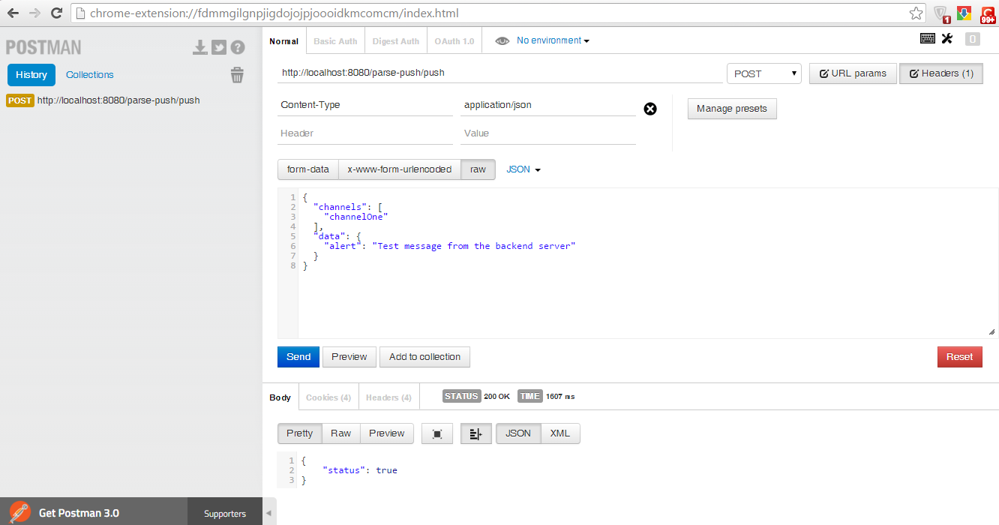 chrome-extension://fdmmgilgnpjigdojojpjoooidkmcomcm/index.html
1
99+
POSTMAN
History Collections
POST http://localhost:8080/parse-push/push
Normal Basic Auth Digest Auth OAuth 1.0 No environment
0
http://localhost:8080/parse-push/push POST URL params Headers (1)
Content-Type application/json Manage presets
Header Value
form-data x-www-form-urlencoded raw JSON
1 {
2 "channels": [
3 "channelOne"
4 ],
5 "data": {
6 "alert": "Test message from the backend server"
7 }
8 }
Send Preview Add to collection Reset
Body Cookies (4) Headers (4) STATUS 200 OK TIME 1607 ms
Pretty Raw Preview JSON XML
1 {
2 "status": true
3 }
Get Postman 3.0 Supporters